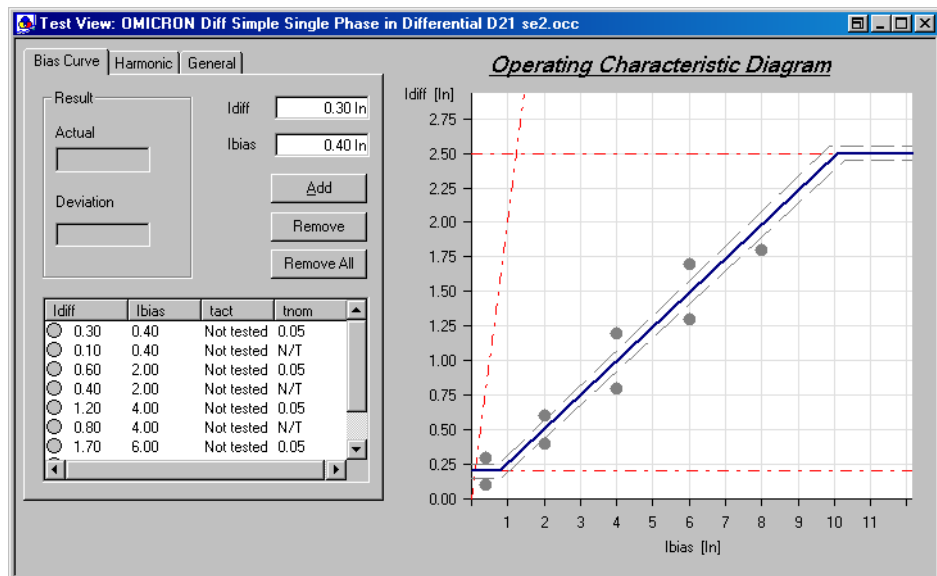 Test View: OMICRON Diff Simple Single Phase in Differential D21 se2.occ
Bias Curve Harmonic General
Result
Actual
Deviation
Idiff 0.30 In
Ibias 0.40 In
Add
Remove
Remove All
Idiff Ibias tact tnom
0.30 0.40 Not tested 0.05
0.10 0.40 Not tested N/T
0.60 2.00 Not tested 0.05
0.40 2.00 Not tested N/T
1.20 4.00 Not tested 0.05
0.80 4.00 Not tested N/T
1.70 6.00 Not tested 0.05
Operating Characteristic Diagram
Idiff [In]
2.75
2.50
2.25
2.00
1.75
1.50
1.25
1.00
0.75
0.50
0.25
0.00
1 2 3 4 5 6 7 8 9 10 11
Ibias [In]